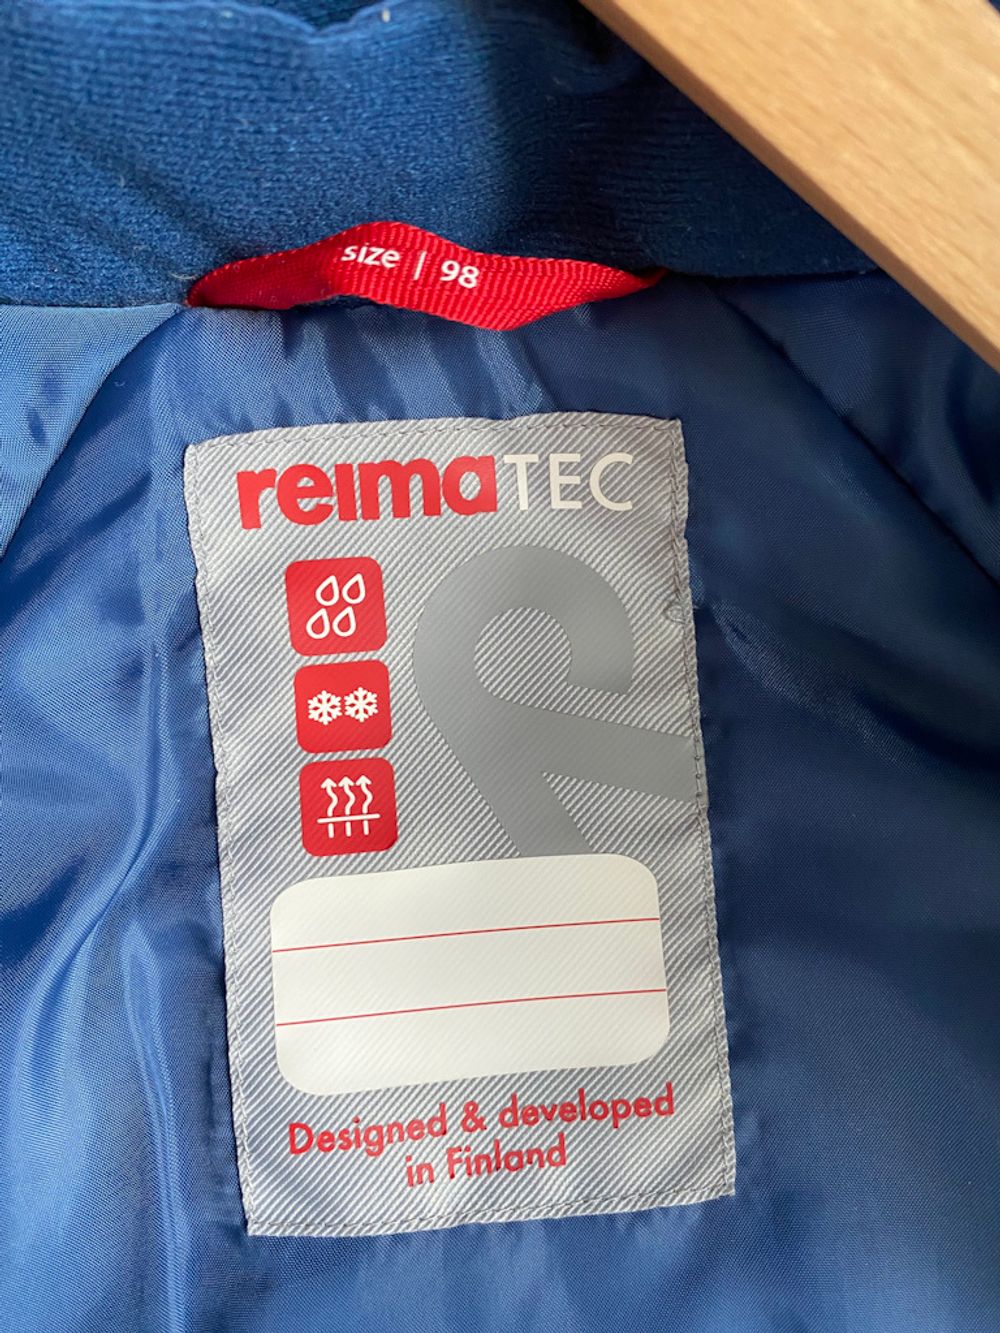 size | 98
reimaTEC
Designed & developed
in Finland